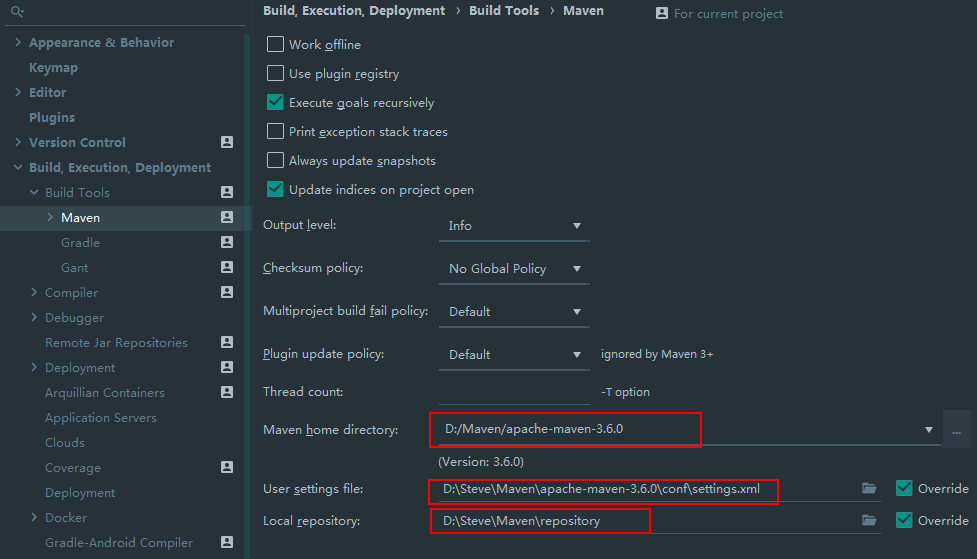 Build, Execution, Deployment › Build Tools › Maven
For current project
Appearance & Behavior
Keymap
Editor
Plugins
Version Control
Build, Execution, Deployment
Build Tools
Maven
Gradle
Gant
Compiler
Debugger
Remote Jar Repositories
Deployment
Arquillian Containers
Application Servers
Clouds
Coverage
Deployment
Docker
Gradle-Android Compiler
Work offline
Use plugin registry
Execute goals recursively
Print exception stack traces
Always update snapshots
Update indices on project open
Output level: Info
Checksum policy: No Global Policy
Multiproject build fail policy: Default
Plugin update policy: Default ignored by Maven 3+
Thread count: -T option
Maven home directory: D:/Maven/apache-maven-3.6.0 ...
(Version: 3.6.0)
User settings file: D:\Steve\Maven\apache-maven-3.6.0\conf\settings.xml Override
Local repository: D:\Steve\Maven\repository Override